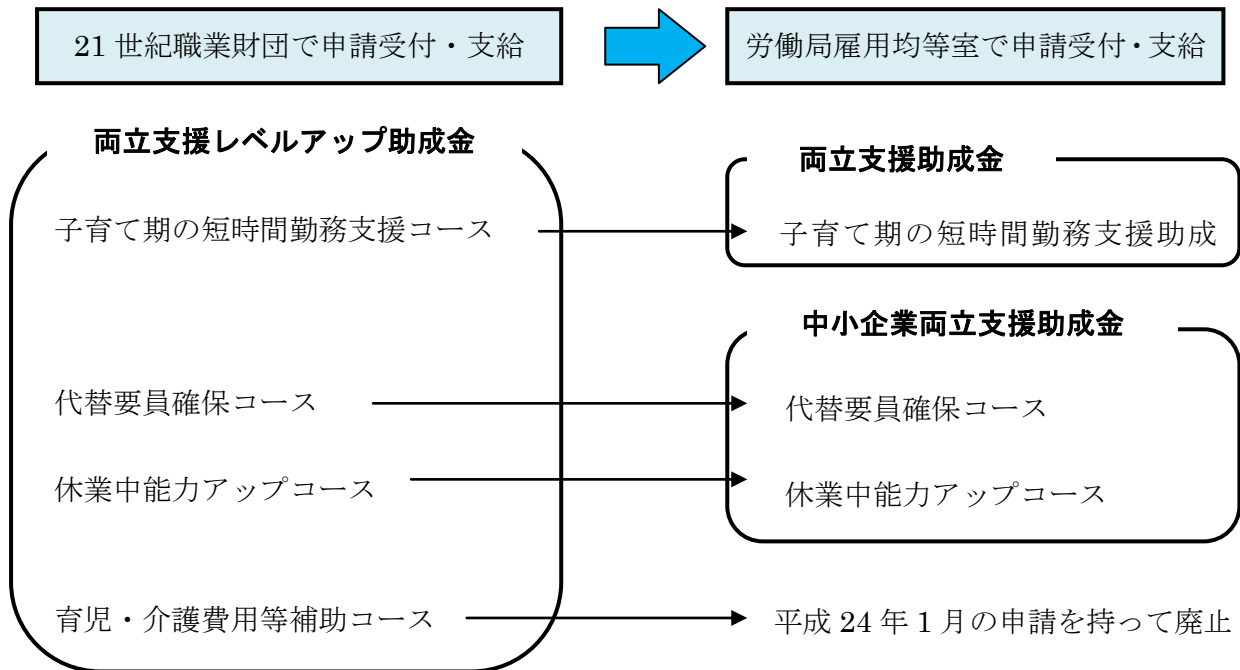 21 世紀職業財団で申請受付・支給
労働局雇用均等室で申請受付・支給
両立支援レベルアップ助成金
両立支援助成金
子育て期の短時間勤務支援コース
子育て期の短時間勤務支援助成
中小企業両立支援助成金
代替要員確保コース
代替要員確保コース
休業中能力アップコース
休業中能力アップコース
育児・介護費用等補助コース
平成 24 年 1 月の申請を持って廃止